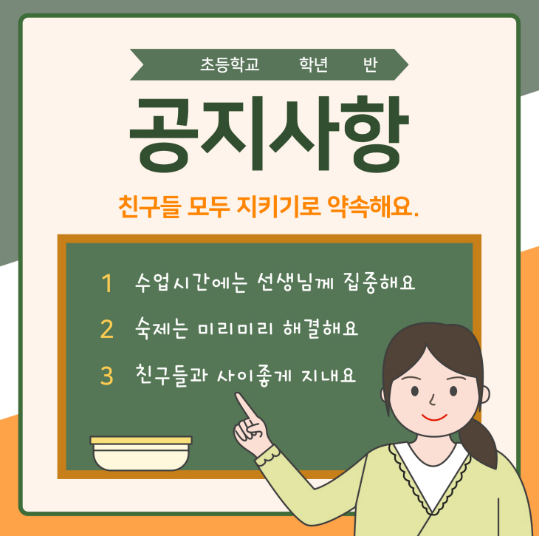 초등학교 학년 반
공지사항
친구들 모두 지키기로 약속해요.
1 수업시간에는 선생님께 집중해요
2 숙제는 미리미리 해결해요
3 친구들과 사이좋게 지내요